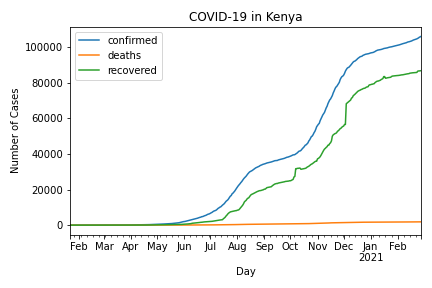 COVID-19 in Kenya
confirmed
deaths
recovered
Number of Cases
100000
80000
60000
40000
20000
0
Feb Mar Apr May Jun Jul Aug Sep Oct Nov Dec Jan Feb
2021
Day